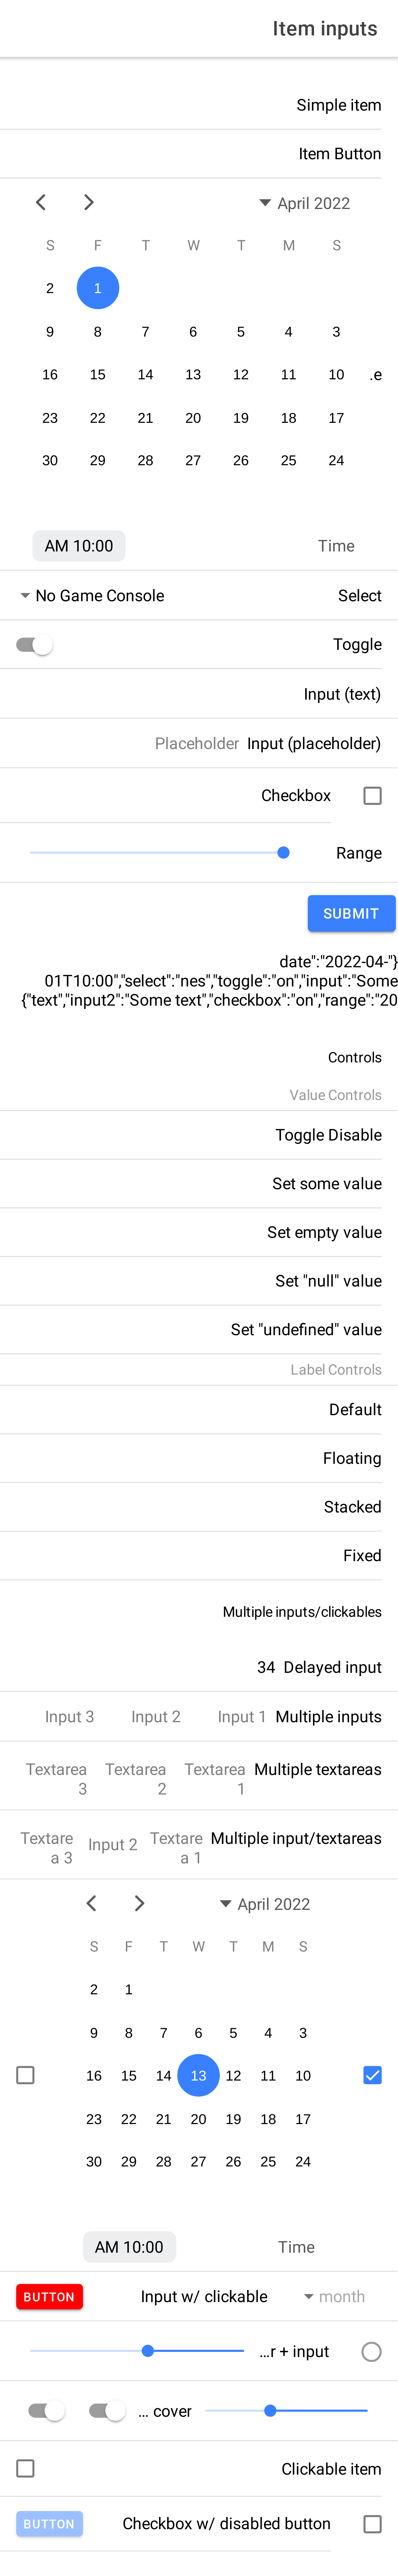 Item inputs
Simple item
Item Button
April 2022
S M T W T F S
1 2
3 4 5 6 7 8 9
.e 10 11 12 13 14 15 16
17 18 19 20 21 22 23
24 25 26 27 28 29 30
Time AM 10:00
Select No Game Console
Toggle
Input (text)
Input (placeholder) Placeholder
Checkbox
Range
SUBMIT
date":"2022-04-"}
01T10:00","select":"nes","toggle":"on","input":"Some
{"text","input2":"Some text","checkbox":"on","range":"20
Controls
Value Controls
Toggle Disable
Set some value
Set empty value
Set "null" value
Set "undefined" value
Label Controls
Default
Floating
Stacked
Fixed
Multiple inputs/clickables
Delayed input 34
Multiple inputs Input 1 Input 2 Input 3
Multiple textareas Textarea 1 Textarea 2 Textarea 3
Multiple input/textareas Textare a 1 Input 2 Textare a 3
April 2022
S M T W T F S
1 2
3 4 5 6 7 8 9
10 11 12 13 14 15 16
17 18 19 20 21 22 23
24 25 26 27 28 29 30
Time AM 10:00
month Input w/ clickable BUTTON
...r + input
... cover
Clickable item
Checkbox w/ disabled button BUTTON